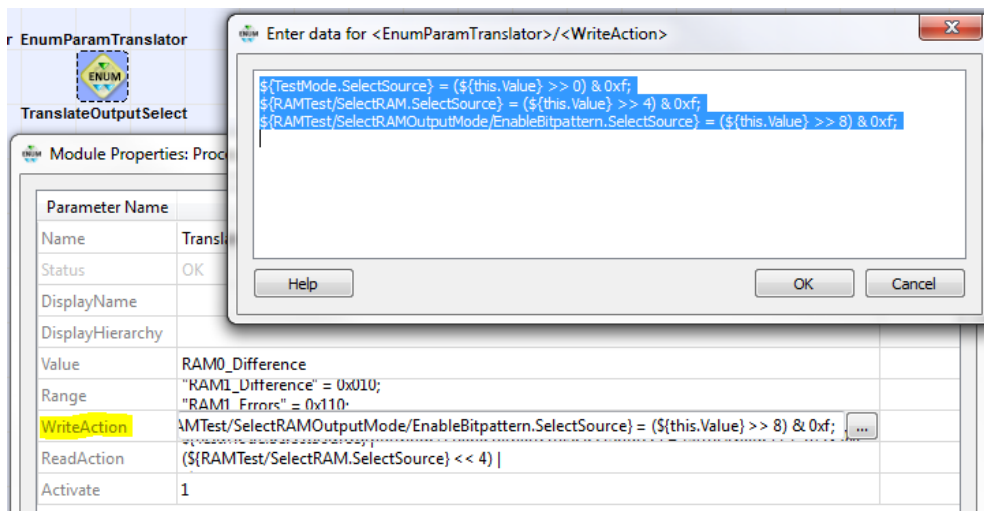 r EnumParamTranslator
ENUM
TranslateOutputSelect
Enter data for <EnumParamTranslator>/<WriteAction>
${TestMode.SelectSource} = (${this.Value} >> 0) & 0xf;
${RAMTest/SelectRAM.SelectSource} = (${this.Value} >> 4) & 0xf;
${RAMTest/SelectRAMOutputMode/EnableBitpattern.SelectSource} = (${this.Value} >> 8) & 0xf;
Help
OK
Cancel
Module Properties: Proc
Parameter Name
Name Transla
Status OK
DisplayName
DisplayHierarchy
Value RAM0_Difference
Range "RAM1_Difference" = 0x010;
"RAM1_Errors" = 0x110;
WriteAction AMTest/SelectRAMOutputMode/EnableBitpattern.SelectSource} = (${this.Value} >> 8) & 0xf; ...
ReadAction (${RAMTest/SelectRAM.SelectSource} << 4) |
Activate 1